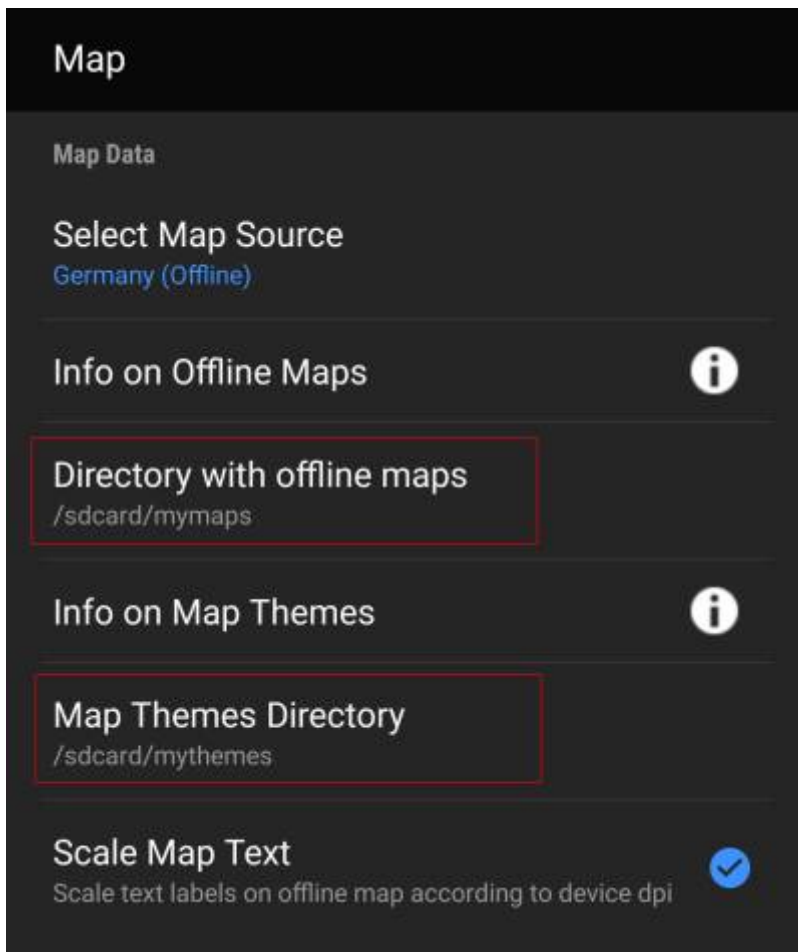 Map
Map Data
Select Map Source
Germany (Offline)
Info on Offline Maps
Directory with offline maps
/sdcard/mymaps
Info on Map Themes
Map Themes Directory
/sdcard/mythemes
Scale Map Text
Scale text labels on offline map according to device dpi